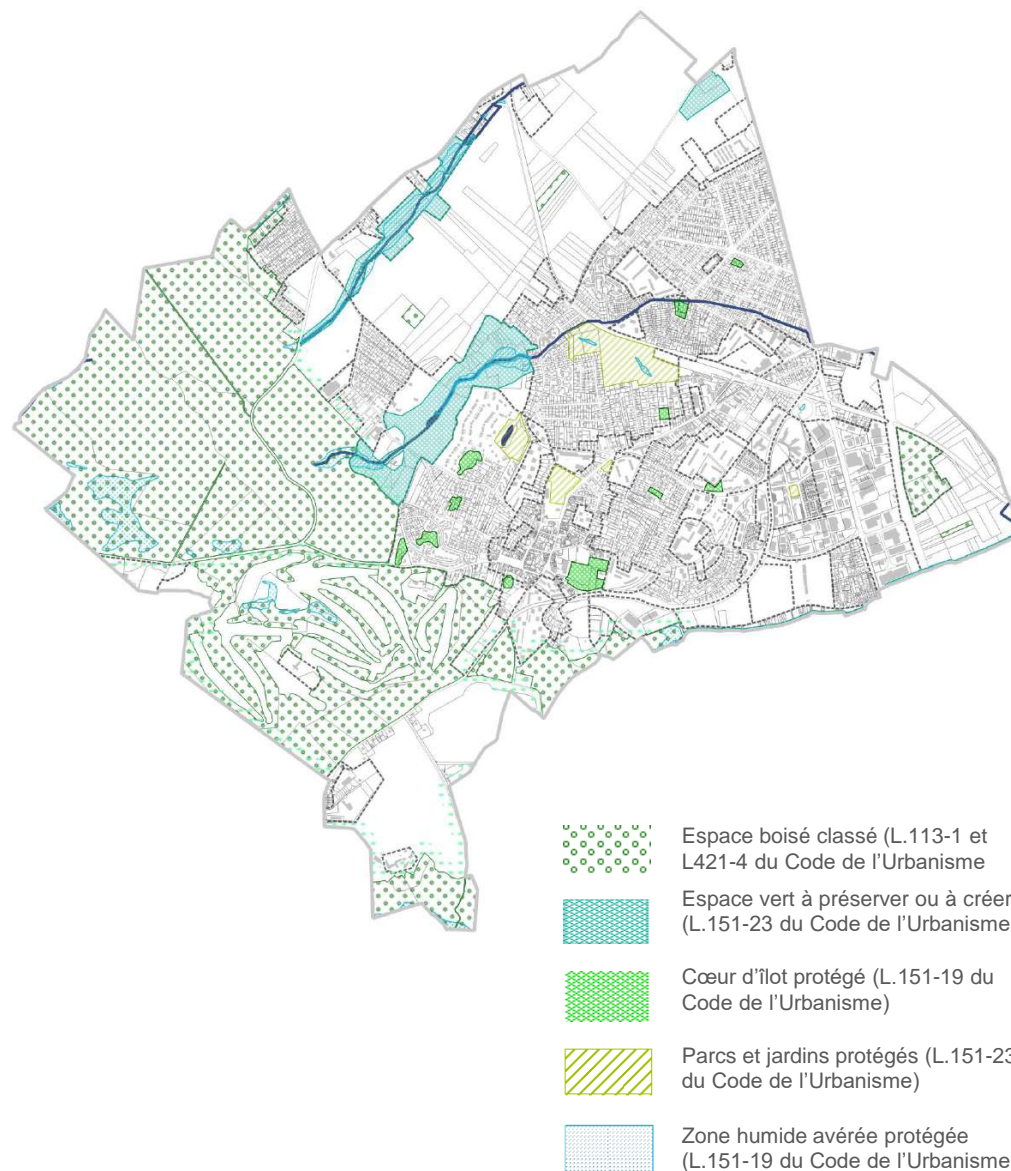 Espace boisé classé (L.113-1 et
L421-4 du Code de l'Urbanisme
Espace vert à préserver ou à créer
(L.151-23 du Code de l'Urbanisme
Cœur d'îlot protégé (L.151-19 du
Code de l'Urbanisme)
Parcs et jardins protégés (L.151-23
du Code de l'Urbanisme)
Zone humide avérée protégée
(L.151-19 du Code de l'Urbanisme